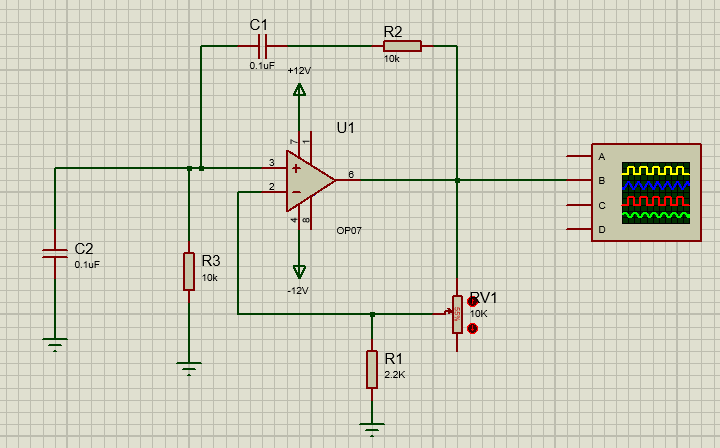 C1
0.1uF
R2
10k
+12V
U1
7
1
3
2
6
4
8
OP07
-12V
C2
0.1uF
R3
10k
A
B
C
D
RV1
10K
55%
R1
2.2K